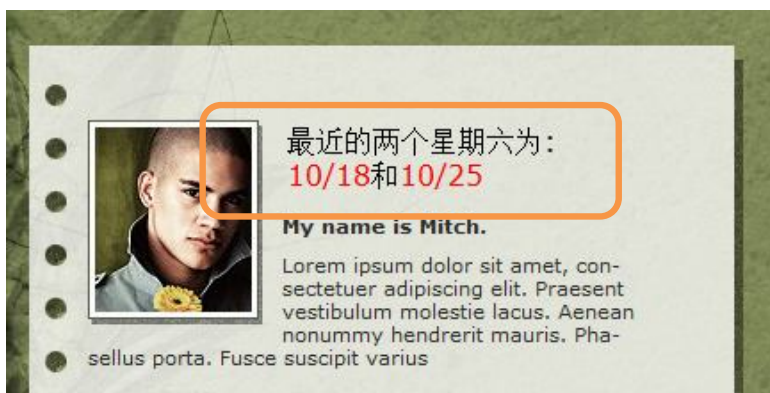 最近的两个星期六为：
10/18和10/25
My name is Mitch.
Lorem ipsum dolor sit amet, con-
sectetuer adipiscing elit. Praesent
vestibulum molestie lacus. Aenean
nonummy hendrerit mauris. Pha-
sellus porta. Fusce suscipit varius